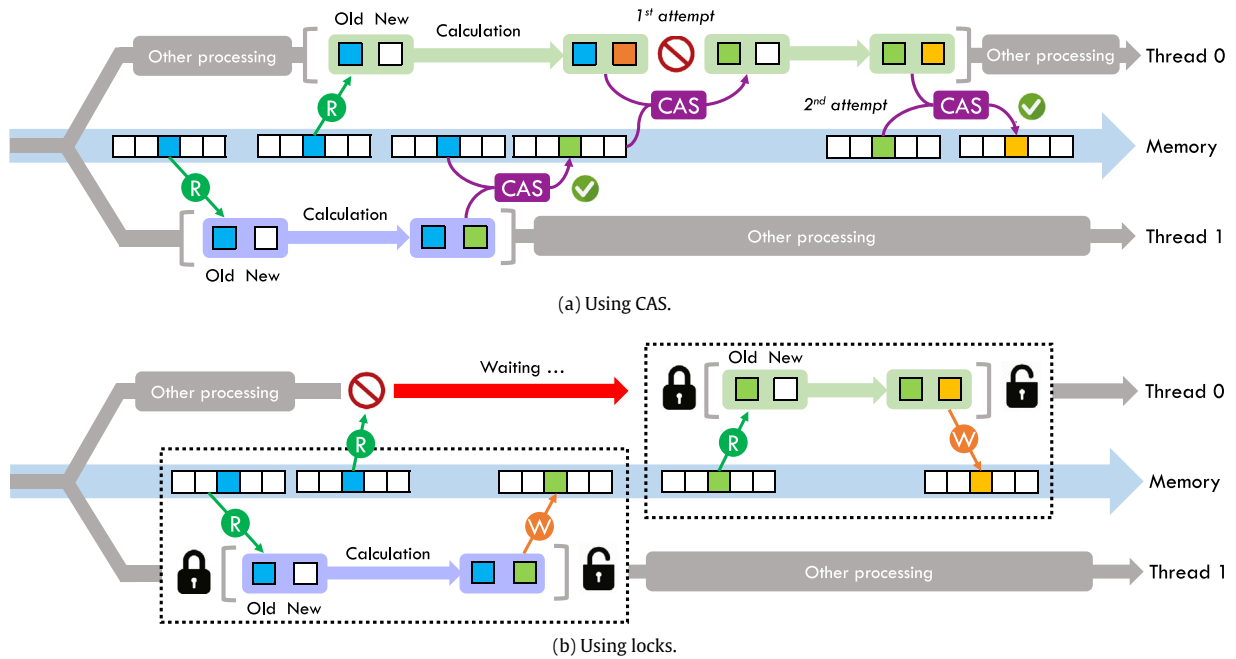 Old New
Calculation
1st attempt
Other processing
Other processing
Thread 0
R
CAS
2nd attempt
CAS
Memory
R
CAS
Calculation
Other processing
Thread 1
Old New
(a) Using CAS.
Old New
Waiting ...
Other processing
Thread 0
R
R
W
Memory
R
W
Calculation
Other processing
Thread 1
Old New
(b) Using locks.